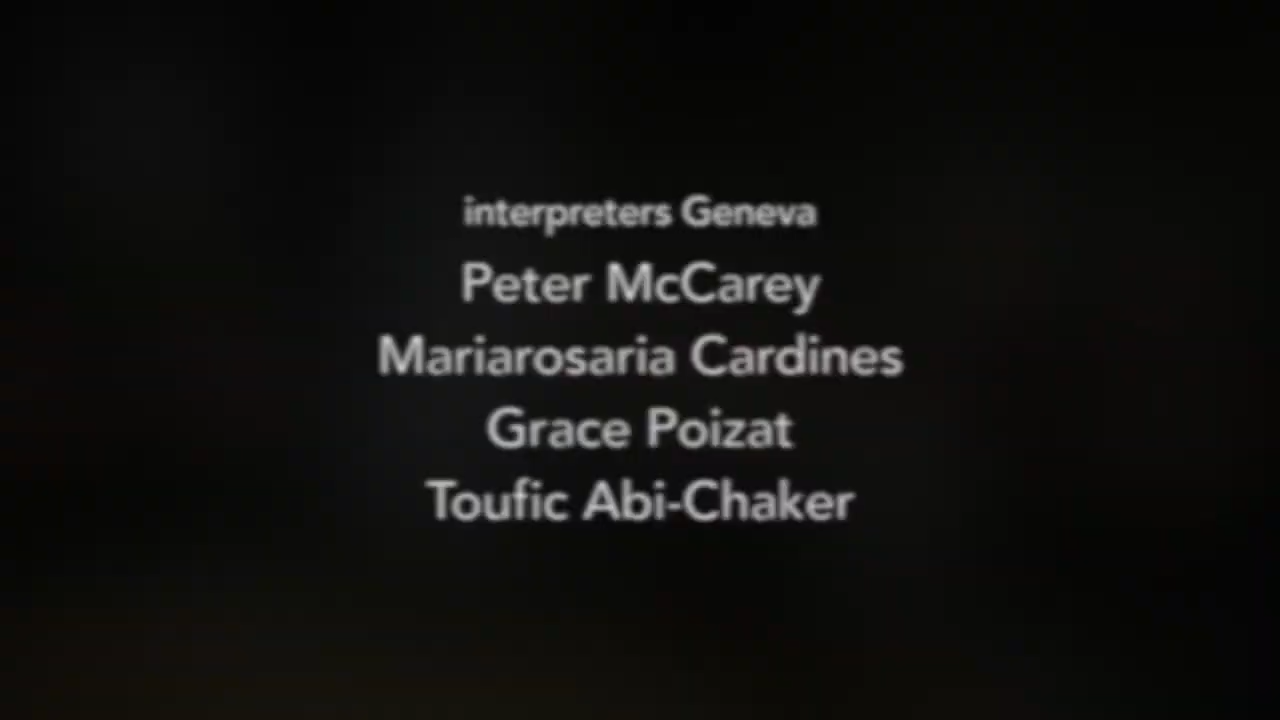 interpreters Geneva
Peter McCarey
Mariarosaria Cardines
Grace Poizat
Toufic Abi-Chaker